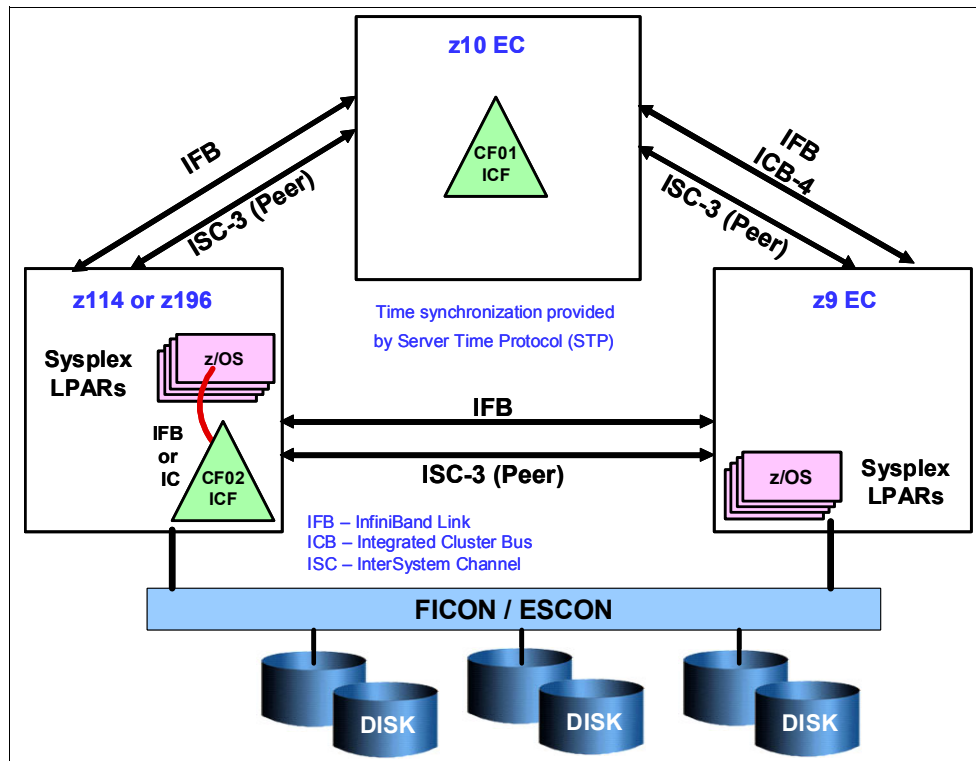 z10 EC
CF01
ICF
IFB
ISC-3 (Peer)
IFB
ICB-4
ISC-3 (Peer)
z114 or z196
Sysplex
LPARs
z/OS
IFB
or
IC
CF02
ICF
Time synchronization provided
by Server Time Protocol (STP)
z9 EC
z/OS
Sysplex
LPARs
IFB
ISC-3 (Peer)
IFB – InfiniBand Link
ICB – Integrated Cluster Bus
ISC – InterSystem Channel
FICON / ESCON
DISK
DISK
DISK